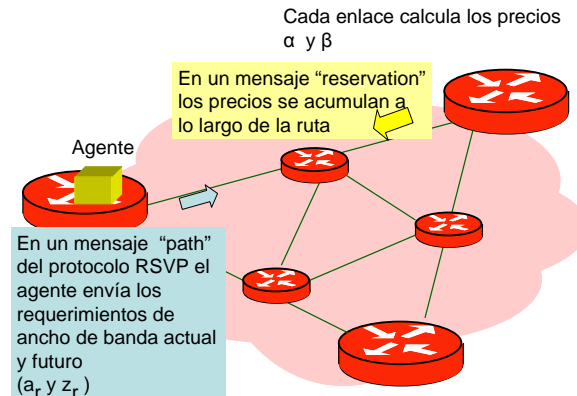 Cada enlace calcula los precios
α y β
En un mensaje “reservation”
los precios se acumulan a
lo largo de la ruta
Agente
En un mensaje “path”
del protocolo RSVP el
agente envía los
requerimientos de
ancho de banda actual
y futuro
(aᵣ y zᵣ )